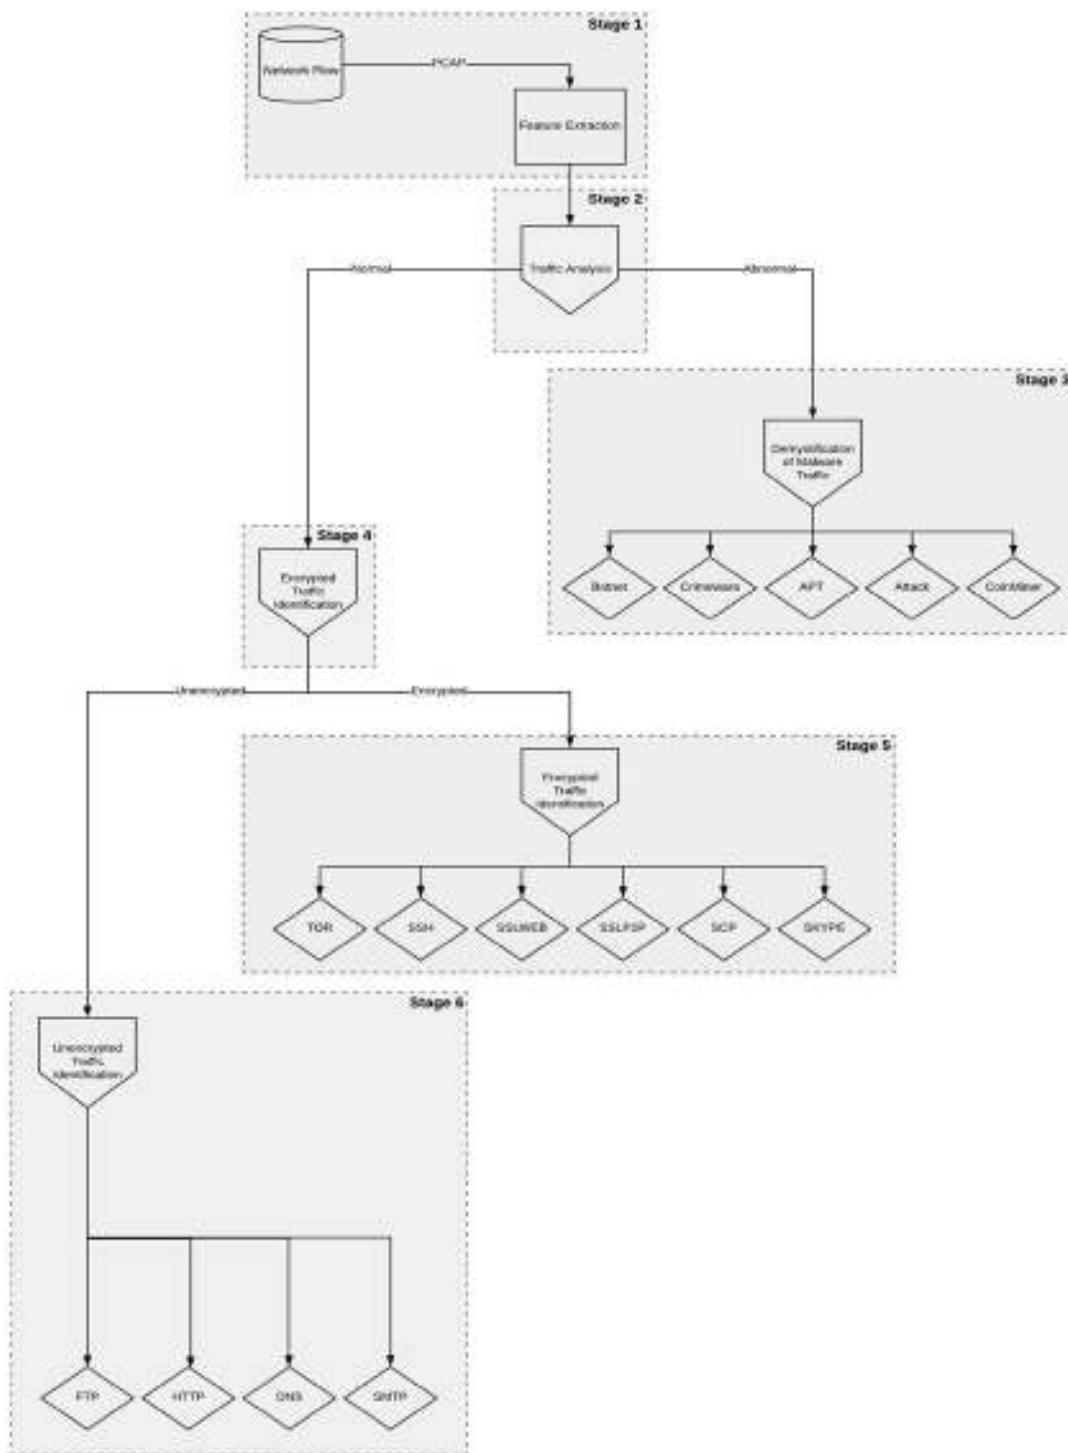 Stage 1
Network Flow
PCAP
Feature Extraction
Stage 2
Traffic Analysis
Normal
Abnormal
Stage 3
Demystification
of Malware
Traffic
Botnet
Crimeware
APT
Attack
CoinMiner
Stage 4
Encrypted
Traffic
Identification
Unencrypted
Encrypted
Stage 5
Encrypted
Traffic
Identification
TOR
SSH
SSLWEB
SSLP2P
SCP
SKYPE
Stage 6
Unencrypted
Traffic
Identification
FTP
HTTP
DNS
SMTP